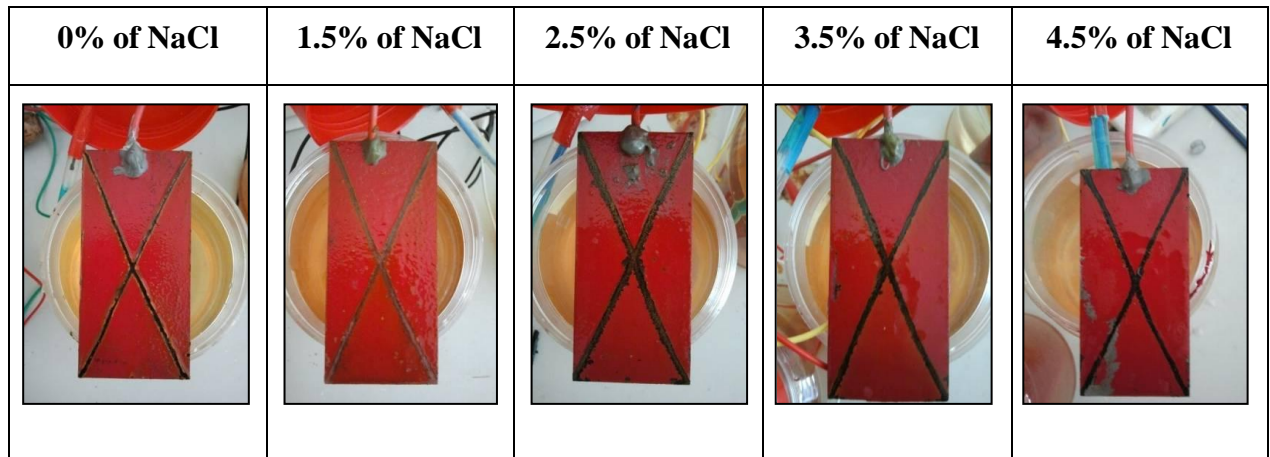 0% of NaCl
1.5% of NaCl
2.5% of NaCl
3.5% of NaCl
4.5% of NaCl